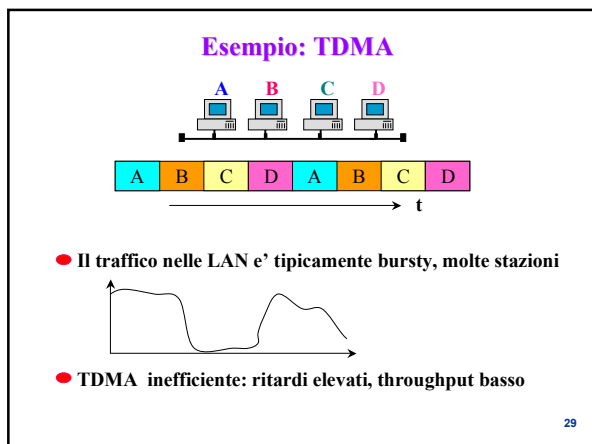 Esempio: TDMA
A B C D
A B C D A B C D
t
Il traffico nelle LAN e' tipicamente bursty, molte stazioni
TDMA inefficiente: ritardi elevati, throughput basso
29